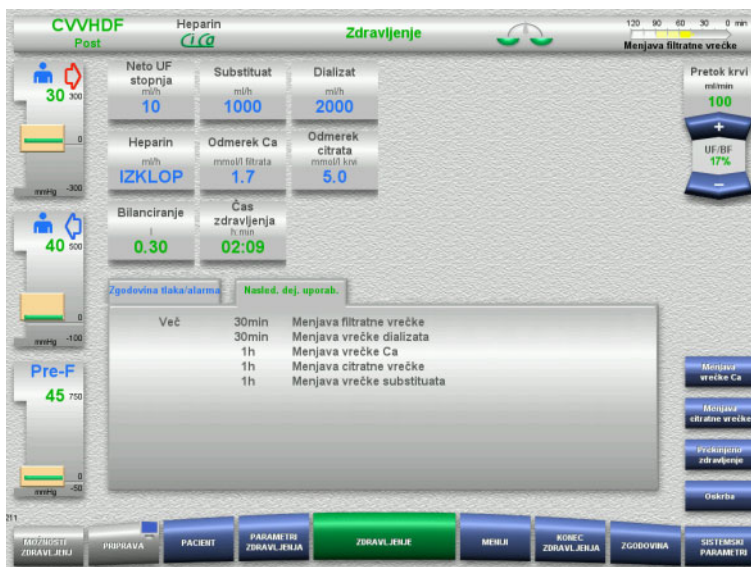 CVVHDF
Post
Heparin
CiCa
Zdravljenje
120 90 60 30 0 min
Menjava filtratne vrečke
30
300
0
-300
mmHg
40
500
0
-100
mmHg
Pre-F
45
750
0
-50
mmHg
Neto UF
stopnja
ml/h
10
Substituat
ml/h
1000
Dializat
ml/h
2000
Heparin
ml/h
IZKLOP
Odmerek Ca
mmol/l filtrata
1.7
Odmerek
citrata
mmol/l krvi
5.0
Bilanciranje
l
0.30
Čas
zdravljenja
h:min
02:09
Pretok krvi
ml/min
100
+
UF/BF
17%
−
Zgodovina tlaka/alarma
Nasled. dej. uporab.
Več 30min Menjava filtratne vrečke
30min Menjava vrečke dializata
1h Menjava vrečke Ca
1h Menjava citratne vrečke
1h Menjava vrečke substituata
Menjava
vrečke Ca
Menjava
citratne vrečke
Prekinjeno
zdravljenje
Oskrba
211
MOŽNOSTI
ZDRAVLJENJ
PRIPRAVA
PACIENT
PARAMETRI
ZDRAVLJENJA
ZDRAVLJENJE
MENIJI
KONEC
ZDRAVLJENJA
ZGODOVINA
SISTEMSKI
PARAMETRI